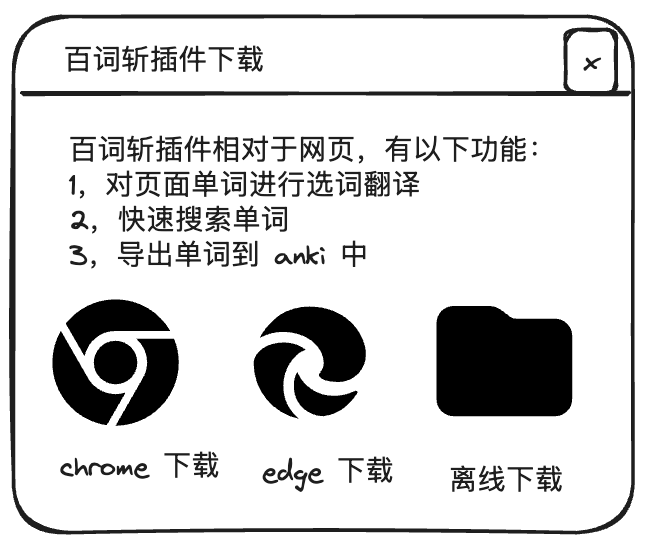 百词斩插件下载
x
百词斩插件相对于网页，有以下功能：
1，对页面单词进行选词翻译
2，快速搜索单词
3，导出单词到 anki 中
chrome 下载
edge 下载
离线下载